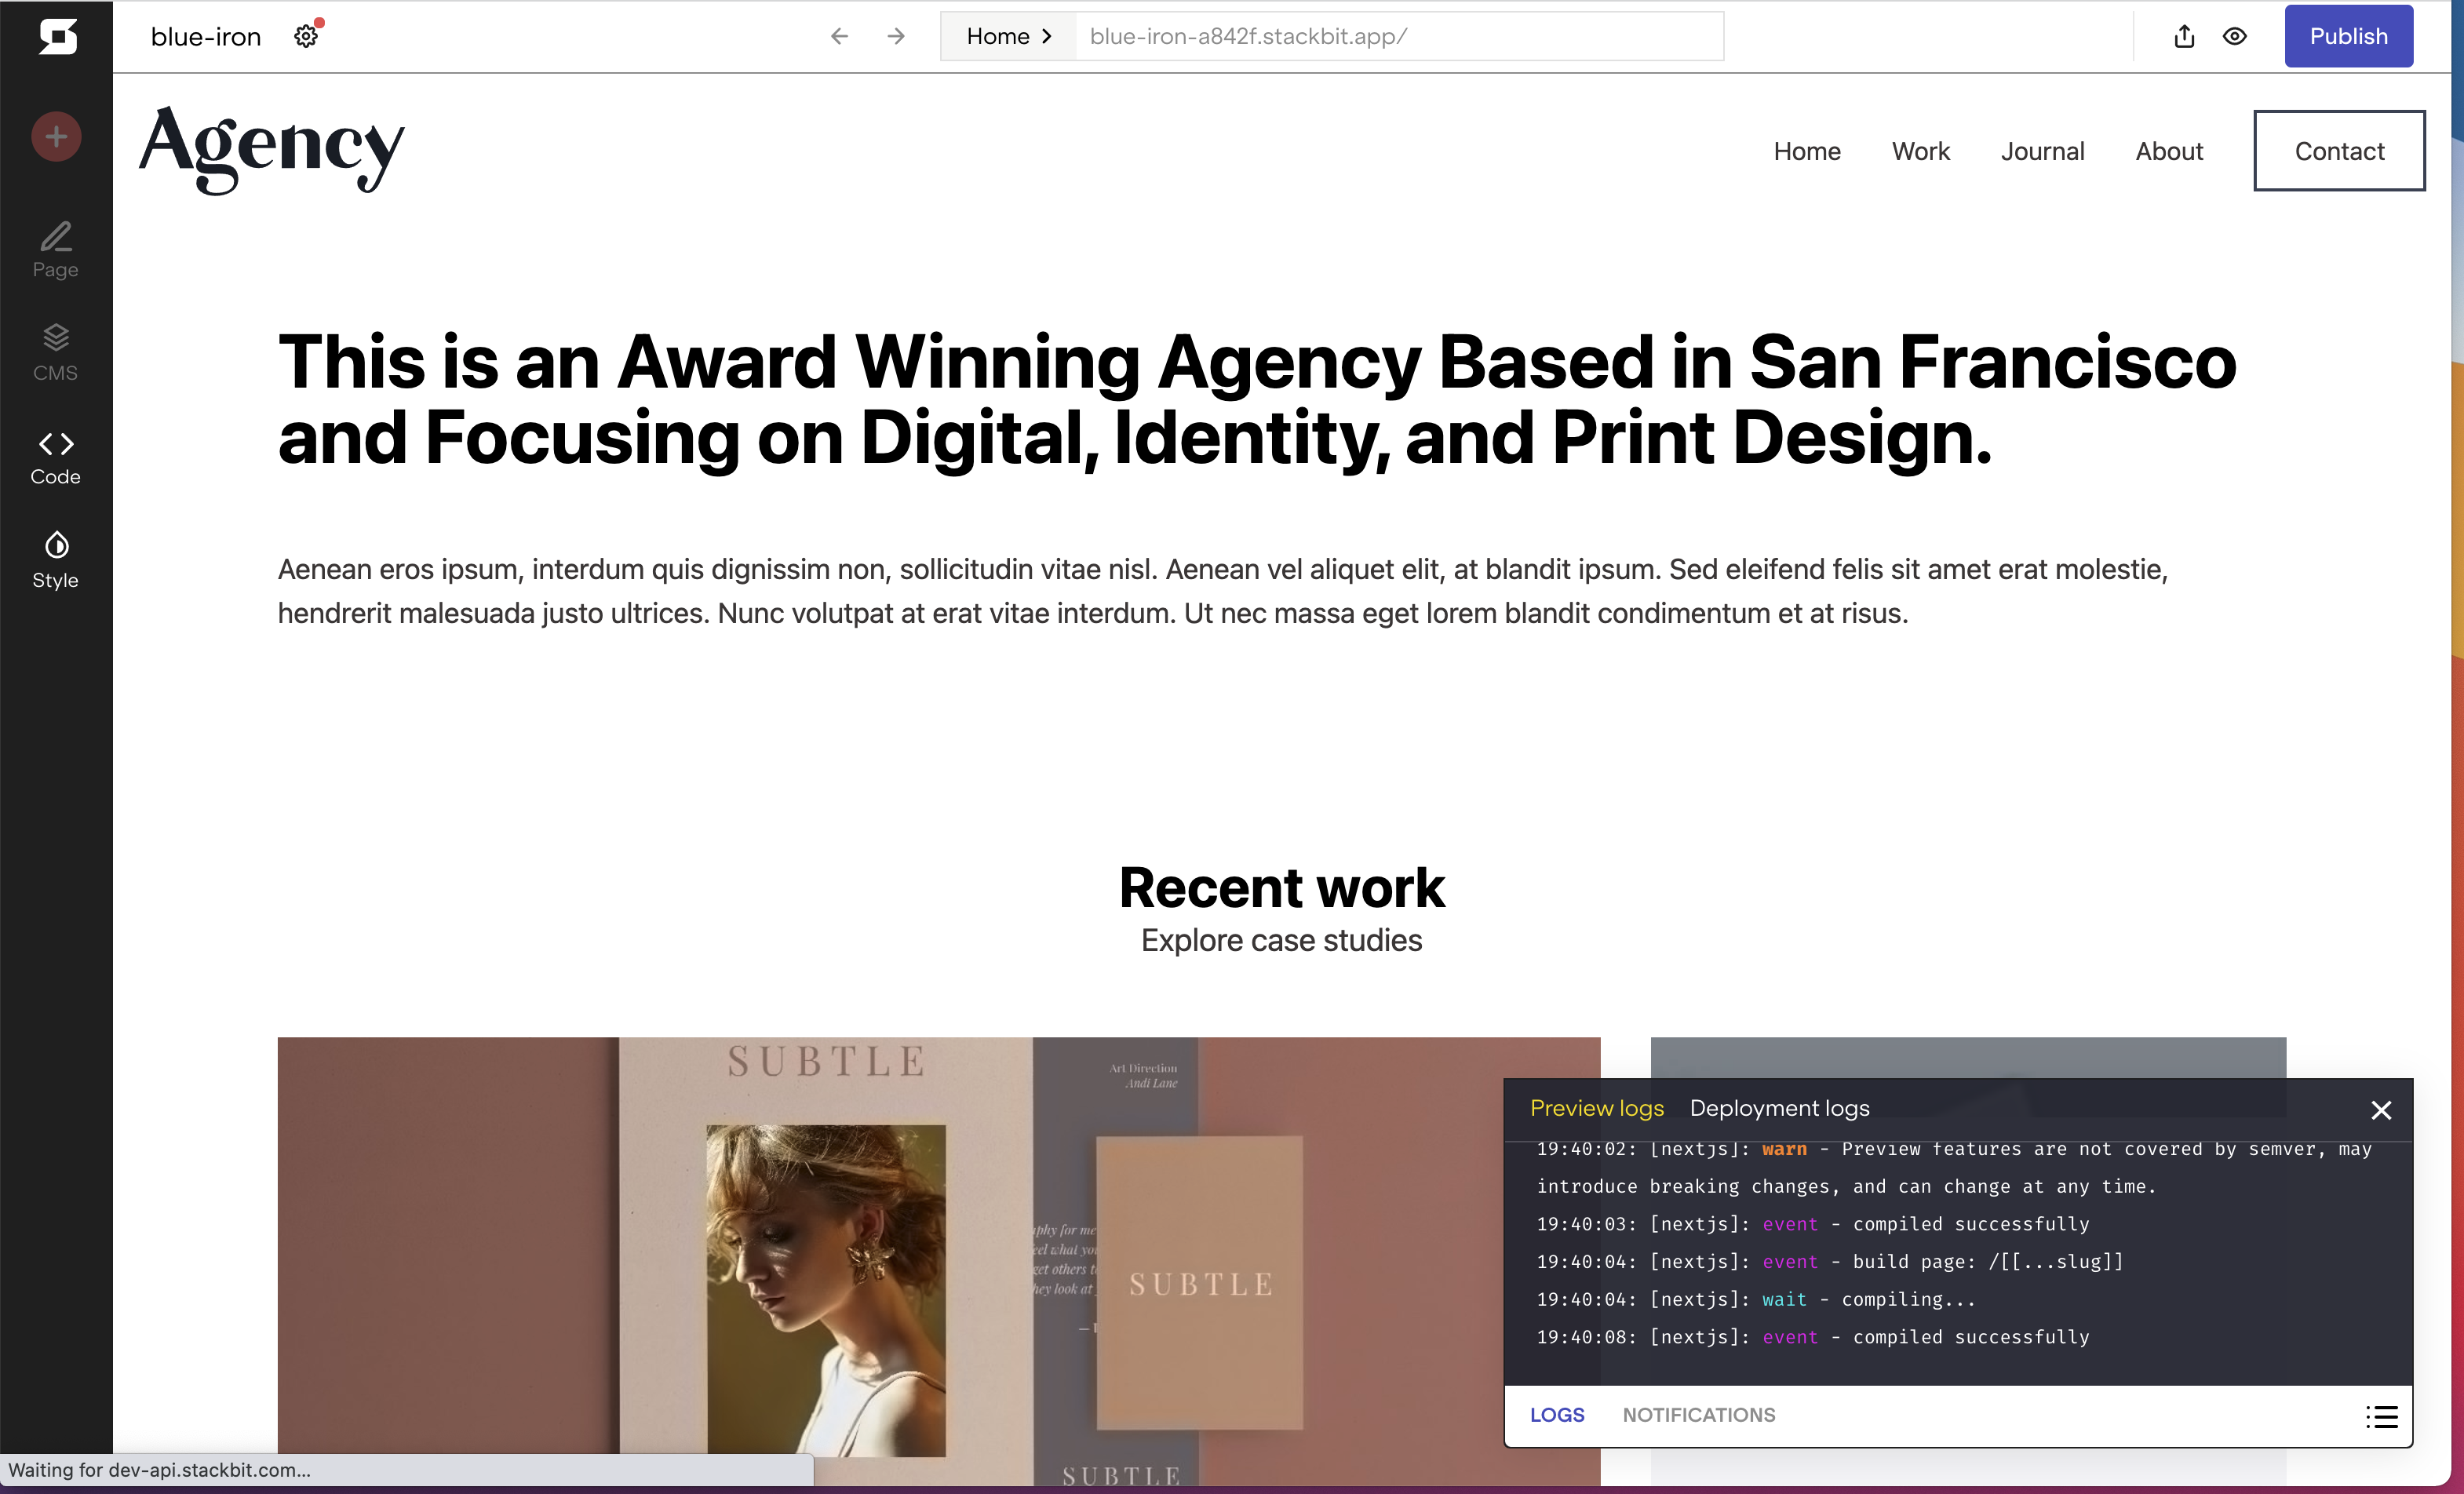 blue-iron
Home
blue-iron-a842f.stackbit.app/
Publish
Page
CMS
Code
Style
Agency
Home
Work
Journal
About
Contact
This is an Award Winning Agency Based in San Francisco
and Focusing on Digital, Identity, and Print Design.
Aenean eros ipsum, interdum quis dignissim non, sollicitudin vitae nisl. Aenean vel aliquet elit, at blandit ipsum. Sed eleifend felis sit amet erat molestie,
hendrerit malesuada justo ultrices. Nunc volutpat at erat vitae interdum. Ut nec massa eget lorem blandit condimentum et at risus.
Recent work
Explore case studies
SUBTLE
Art Direction
Andi Lane
for me
what
get others
they look at
SUBTLE
SUBTLE
Preview logs
Deployment logs
19:40:02: [nextjs]: warn - Preview features are not covered by semver, may
introduce breaking changes, and can change at any time.
19:40:03: [nextjs]: event - compiled successfully
19:40:04: [nextjs]: event - build page: /[[...slug]]
19:40:04: [nextjs]: wait - compiling...
19:40:08: [nextjs]: event - compiled successfully
LOGS
NOTIFICATIONS
Waiting for dev-api.stackbit.com...